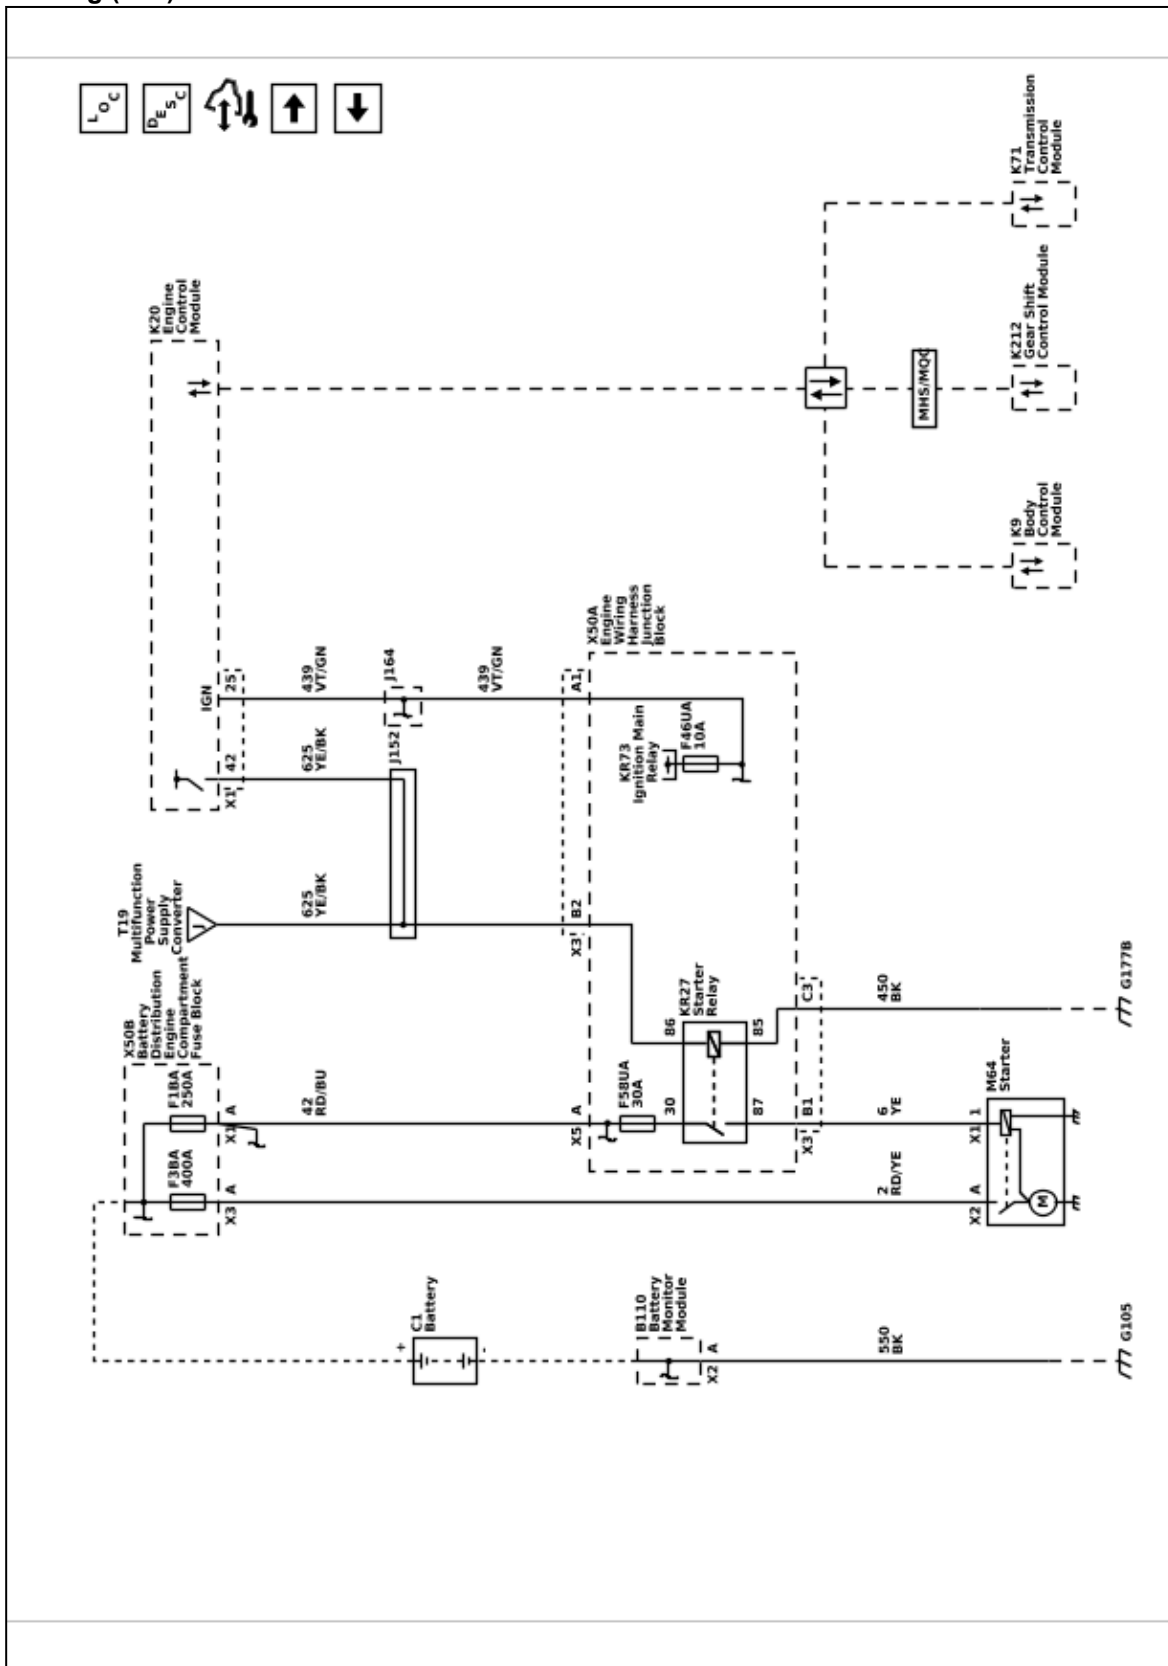 LOC
DESC
K20
Engine
Control
Module
K71
Transmission
Control
Module
K212
Gear Shift
Control Module
MHS/MQC
K9
Body
Control
Module
IGN
X1
42
25
625
YE/BK
439
VT/GN
J152
J164
439
VT/GN
T19
Multifunction
Power
Supply
Converter
J
625
YE/BK
X3
B2
A1
X50A
Engine
Wiring
Harness
Junction
Block
KR73
Ignition Main
Relay
F46UA
10A
X50B
Battery
Distribution
Engine
Compartment
Fuse Block
F3BA
400A
F1BA
250A
X3
A
X1
A
42
RD/BU
X5
A
F58UA
30A
KR27
Starter
Relay
30
86
87
85
X3
B1
C3
2
RD/YE
6
YE
450
BK
G177B
X2
A
X1
1
M64
Starter
M
C1
Battery
+
-
B110
Battery
Monitor
Module
X2
A
550
BK
G105